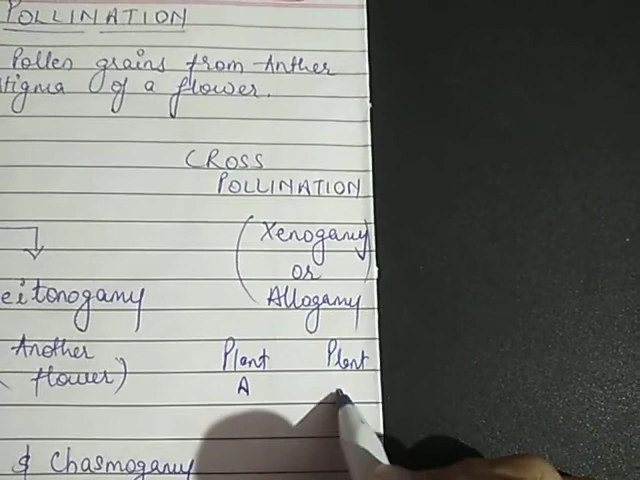 POLLINATION
Pollen grains from Anther
stigma of a flower.
CROSS
POLLINATION
(Xenogamy
or
Allogamy)
eitonogamy
Another
flower)
Plant Plant
A
& Chasmogamy